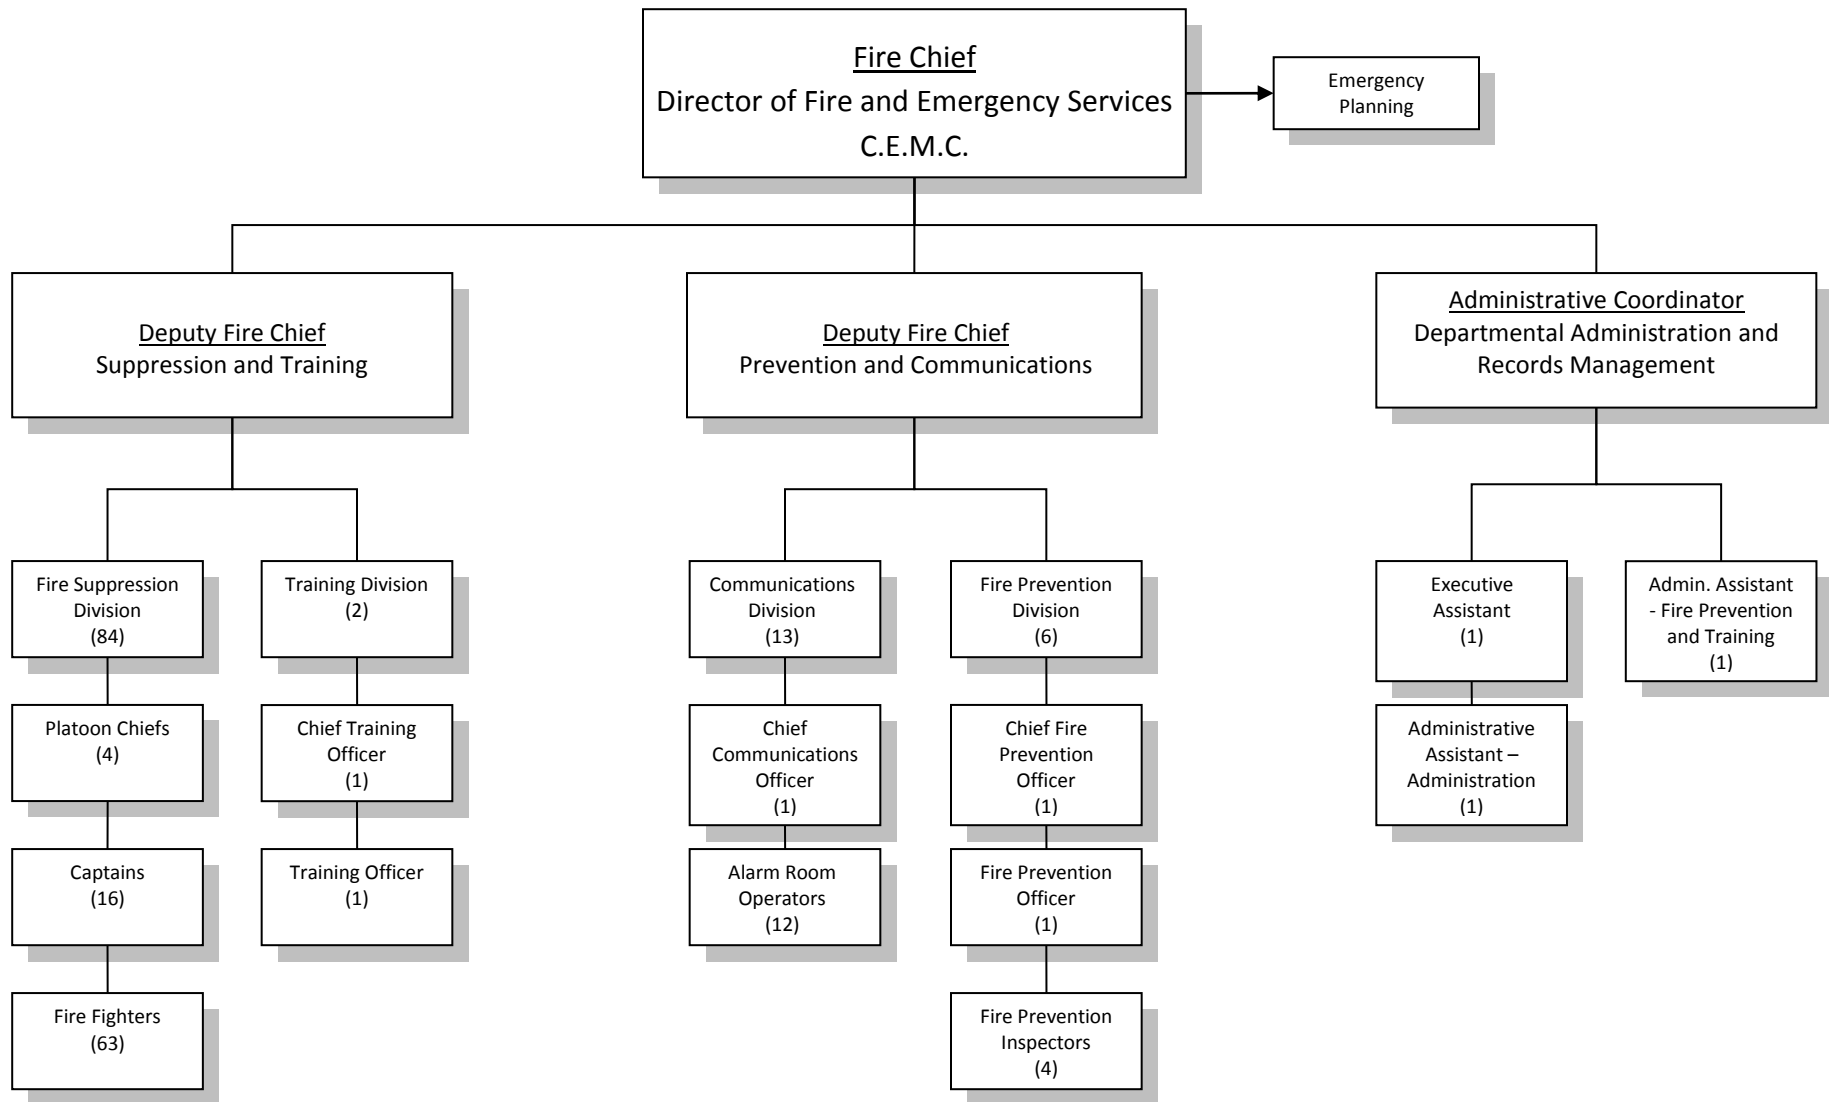 Fire Chief
Director of Fire and Emergency Services
C.E.M.C.
Emergency
Planning
Deputy Fire Chief
Suppression and Training
Deputy Fire Chief
Prevention and Communications
Administrative Coordinator
Departmental Administration and
Records Management
Fire Suppression
Division
(84)
Training Division
(2)
Communications
Division
(13)
Fire Prevention
Division
(6)
Executive
Assistant
(1)
Admin. Assistant
- Fire Prevention
and Training
(1)
Platoon Chiefs
(4)
Chief Training
Officer
(1)
Chief
Communications
Officer
(1)
Chief Fire
Prevention
Officer
(1)
Administrative
Assistant –
Administration
(1)
Captains
(16)
Training Officer
(1)
Alarm Room
Operators
(12)
Fire Prevention
Officer
(1)
Fire Fighters
(63)
Fire Prevention
Inspectors
(4)